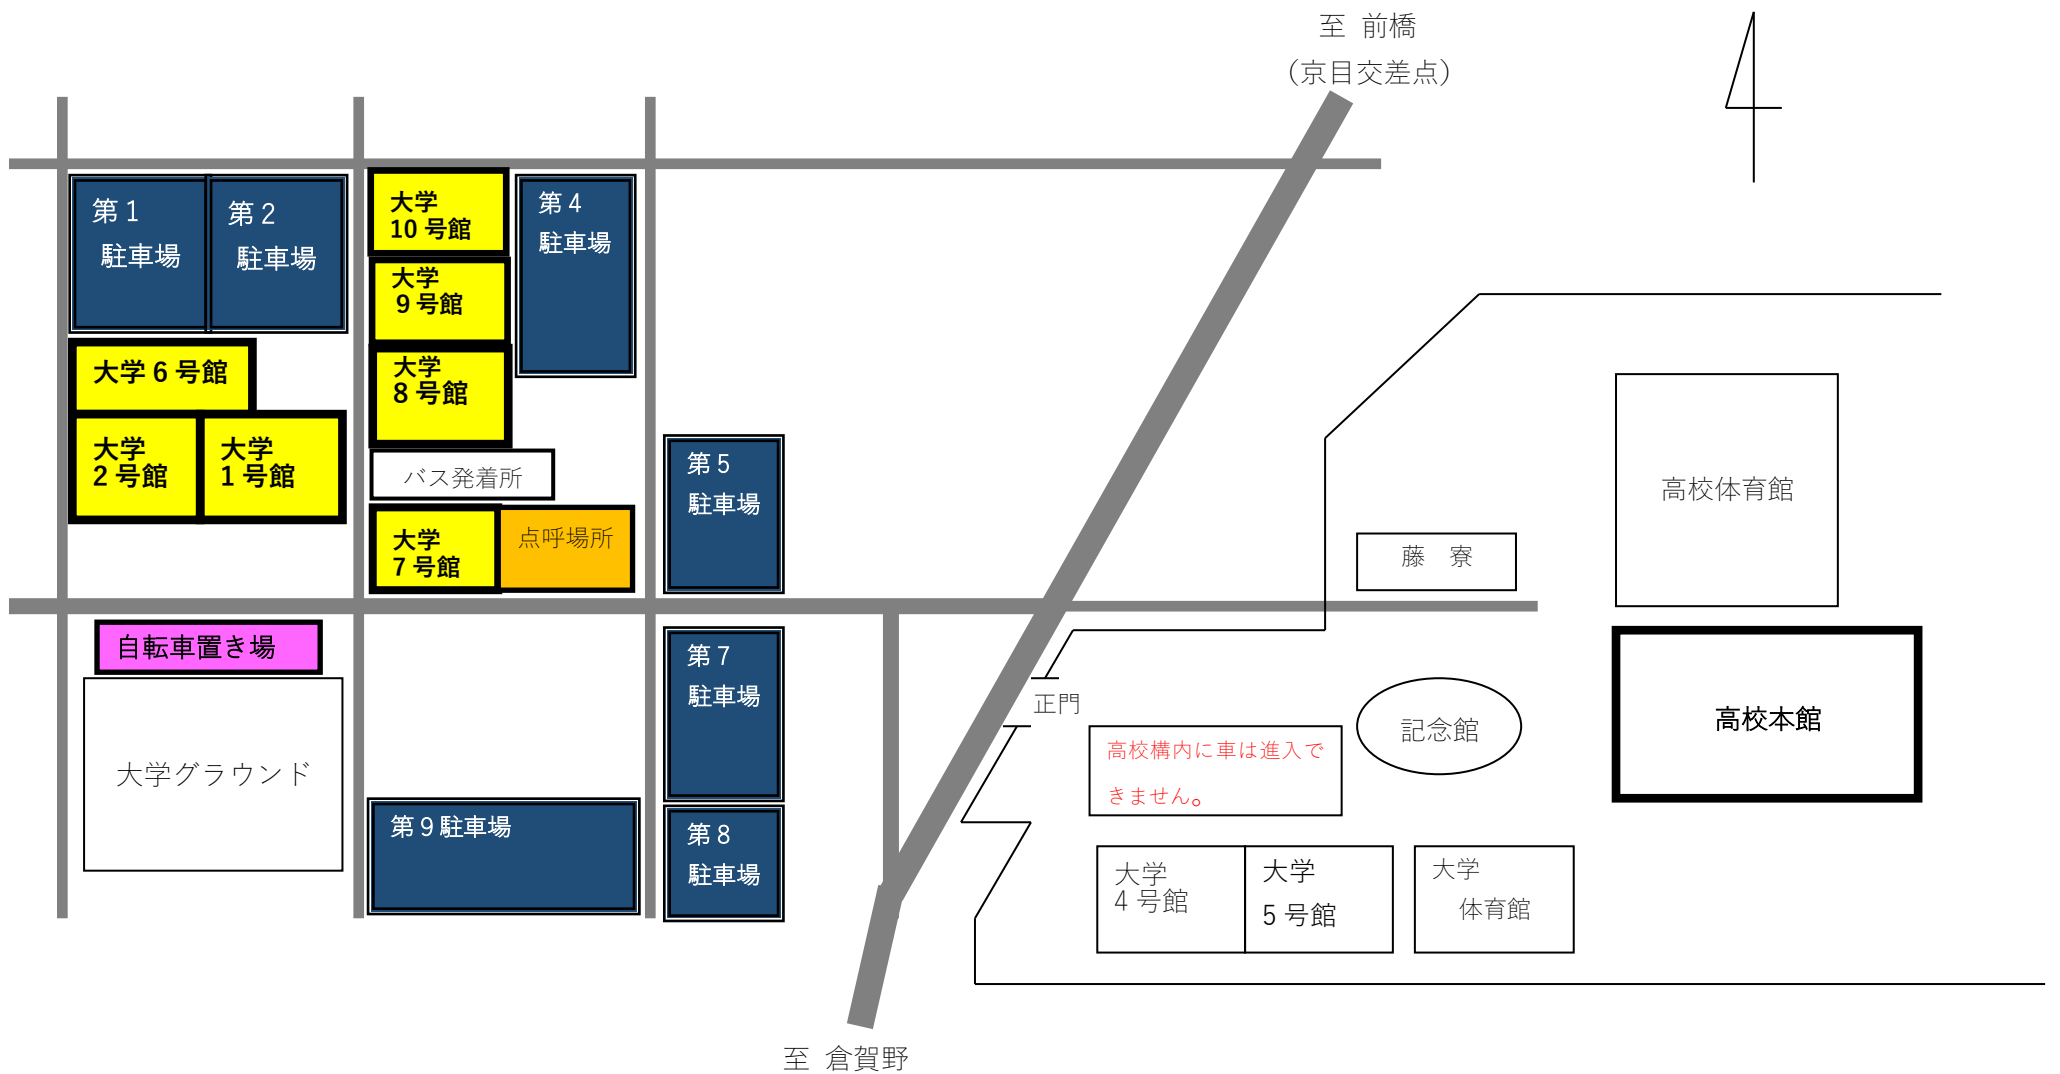 至 前橋
（京目交差点）
第１
駐車場
第２
駐車場
大学
10 号館
第４
駐車場
大学
９号館
大学６号館
大学
８号館
大学
２号館
大学
１号館
バス発着所
第５
駐車場
高校体育館
大学
７号館
点呼場所
藤　寮
自転車置き場
第７
駐車場
正門
高校構内に車は進入で
きません。
記念館
高校本館
大学グラウンド
第９駐車場
第８
駐車場
大学
４号館
大学
５号館
大学
体育館
至 倉賀野